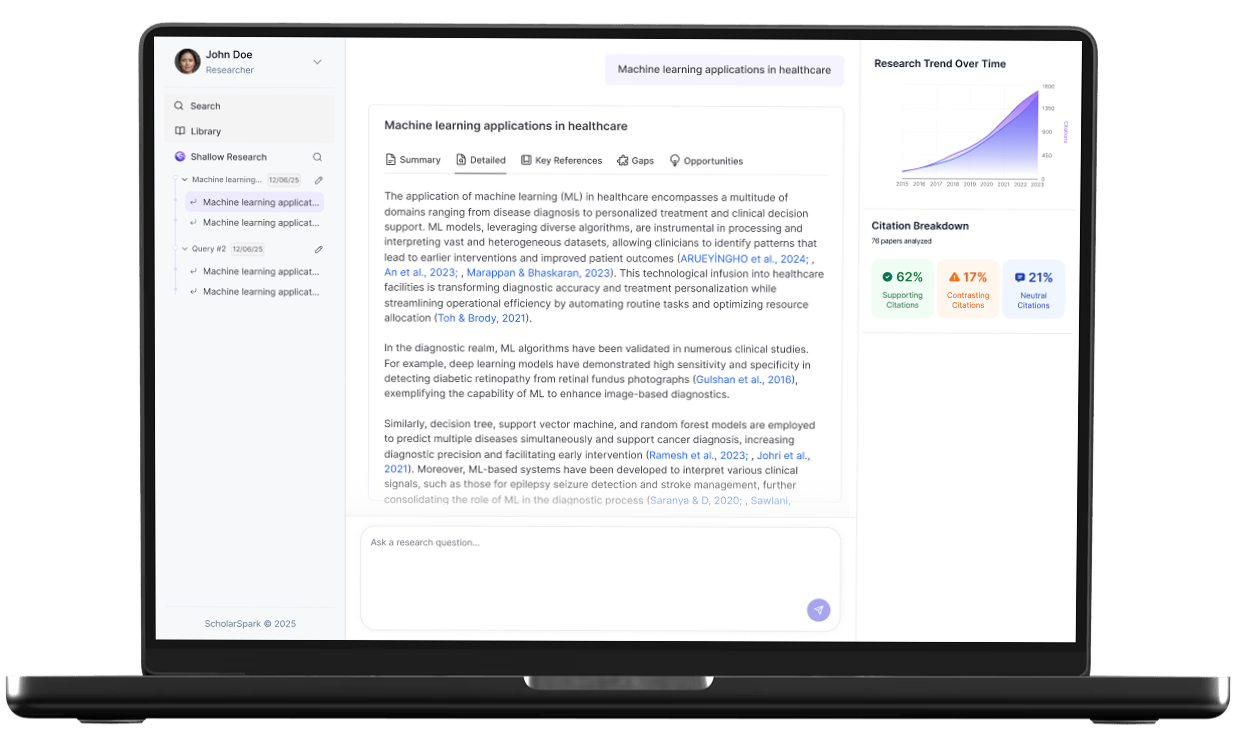 John Doe
Researcher
Search
Library
Shallow Research
Machine learning... 12/06/25
Machine learning applicat...
Machine learning applicat...
Query #2 12/06/25
Machine learning applicat...
Machine learning applicat...
ScholarSpark © 2025
Machine learning applications in healthcare
Machine learning applications in healthcare
Summary Detailed Key References Gaps Opportunities
The application of machine learning (ML) in healthcare encompasses a multitude of
domains ranging from disease diagnosis to personalized treatment and clinical decision
support. ML models, leveraging diverse algorithms, are instrumental in processing and
interpreting vast and heterogeneous datasets, allowing clinicians to identify patterns that
lead to earlier interventions and improved patient outcomes (ARUEYİNGHO et al., 2024; ,
An et al., 2023; , Marappan & Bhaskaran, 2023). This technological infusion into healthcare
facilities is transforming diagnostic accuracy and treatment personalization while
streamlining operational efficiency by automating routine tasks and optimizing resource
allocation (Toh & Brody, 2021).
In the diagnostic realm, ML algorithms have been validated in numerous clinical studies.
For example, deep learning models have demonstrated high sensitivity and specificity in
detecting diabetic retinopathy from retinal fundus photographs (Gulshan et al., 2016),
exemplifying the capability of ML to enhance image-based diagnostics.
Similarly, decision tree, support vector machine, and random forest models are employed
to predict multiple diseases simultaneously and support cancer diagnosis, increasing
diagnostic precision and facilitating early intervention (Ramesh et al., 2023; , Johri et al.,
2021). Moreover, ML-based systems have been developed to interpret various clinical
signals, such as those for epilepsy seizure detection and stroke management, further
consolidating the role of ML in the diagnostic process (Saranya & D, 2020; , Sawlani,
Ask a research question...
Research Trend Over Time
1800
1350
900
450
0
Citations
2015 2016 2017 2018 2019 2020 2021 2022 2023
Citation Breakdown
76 papers analyzed
62%
Supporting
Citations
17%
Contrasting
Citations
21%
Neutral
Citations